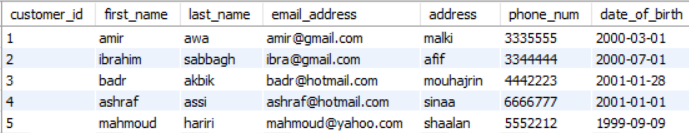 customer_id first_name last_name email_address address phone_num date_of_birth
1 amir awa amir@gmail.com malki 3335555 2000-03-01
2 ibrahim sabbagh ibra@gmail.com afif 3344444 2000-07-01
3 badr akbik badr@hotmail.com mouhajrin 4442223 2001-01-28
4 ashraf assi ashraf@hotmail.com sinaa 6666777 2001-01-01
5 mahmoud hariri mahmoud@yahoo.com shaalan 5552212 1999-09-09